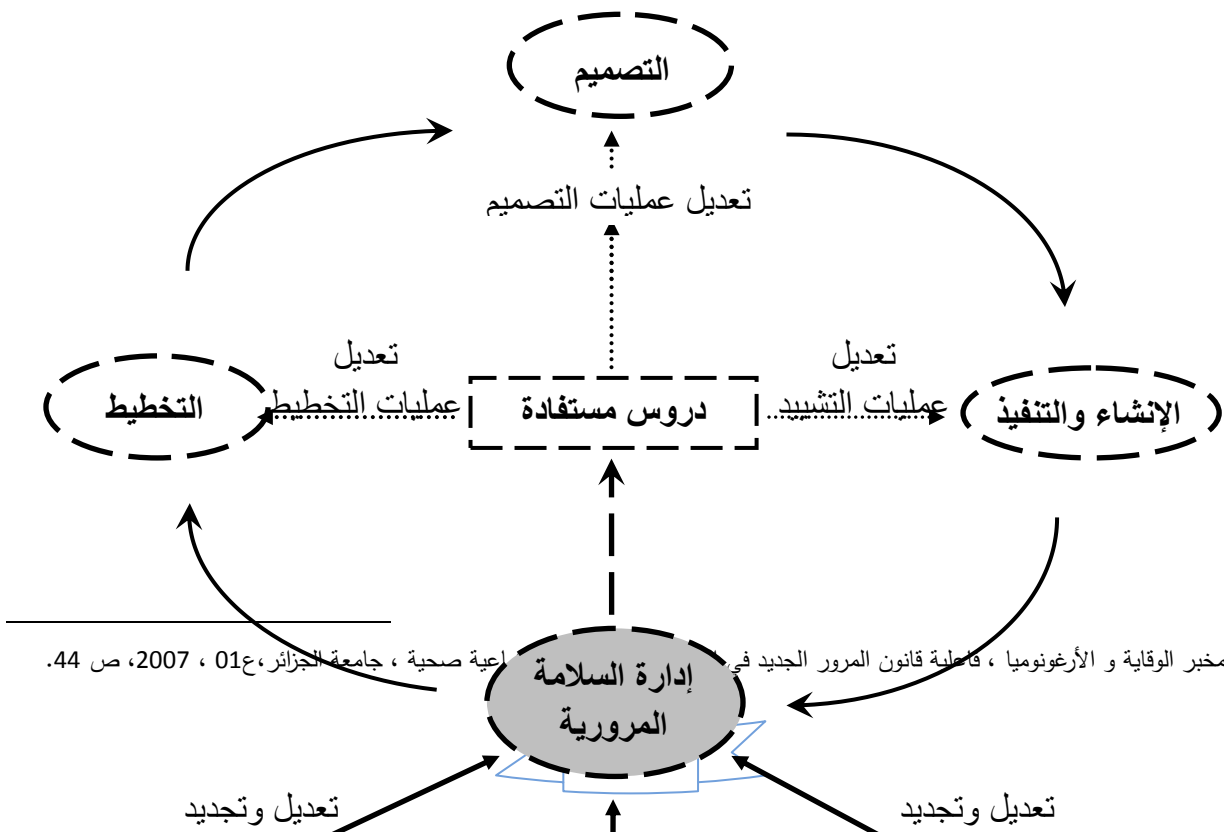 التصميم
تعديل عمليات التصميم
تعديل
عمليات التشييد
تعديل
عمليات التخطيط
الإنشاء والتنفيذ
دروس مستفادة
التخطيط
إدارة السلامة
المرورية
مخبر الوقاية و الأرغونوميا ، فاعلية قانون المرور الجديد في
صحية ، جامعة الجزائر،ع01 ، 2007، ص 44.
تعديل وتجديد
تعديل وتجديد